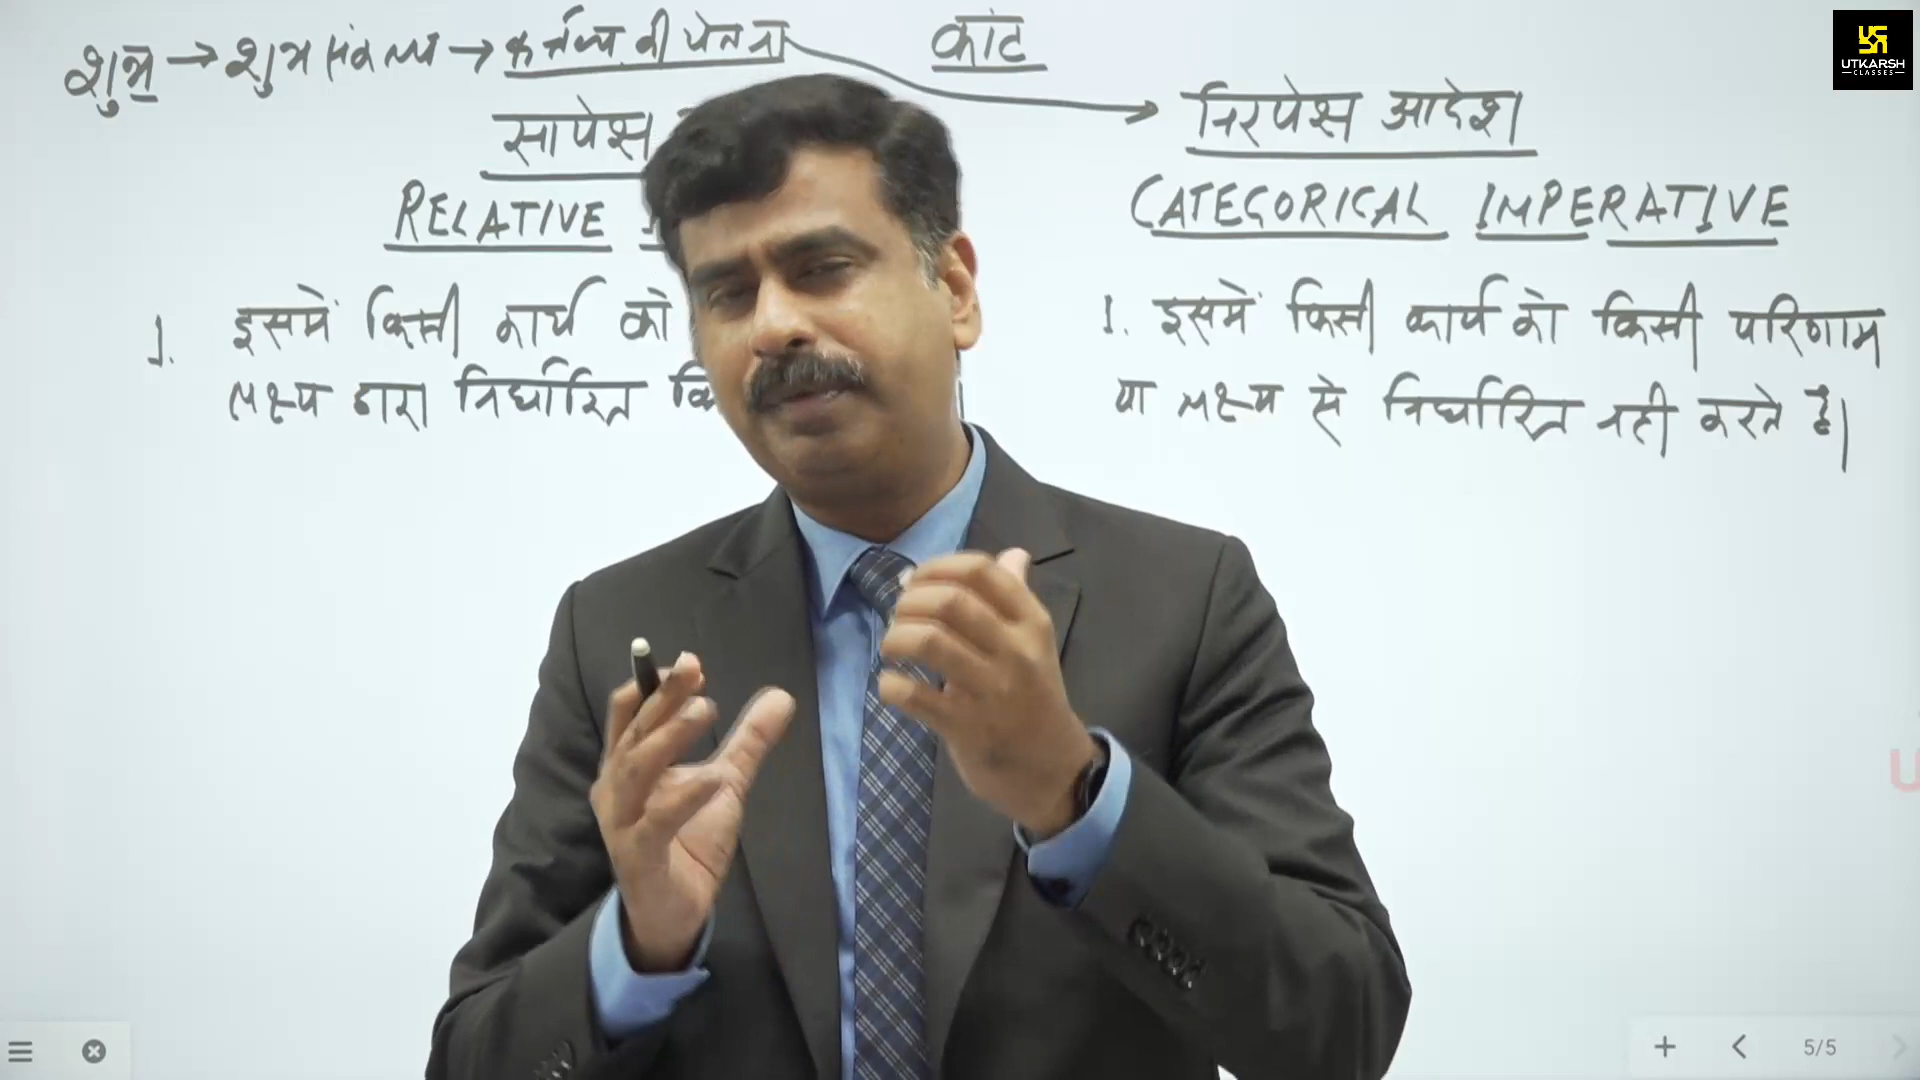 शुभ → शुभ संकल्प → कर्तव्य की चेतना
कांट
UTKARSH
CLASSES
सापेक्ष
निरपेक्ष आदेश
RELATIVE
CATEGORICAL IMPERATIVE
1. इसमें किसी कार्य को
लक्ष्य द्वारा निर्धारित
1. इसमें किसी कार्य को किसी परिणाम
या लक्ष्य से निर्धारित नही करते है।
5/5